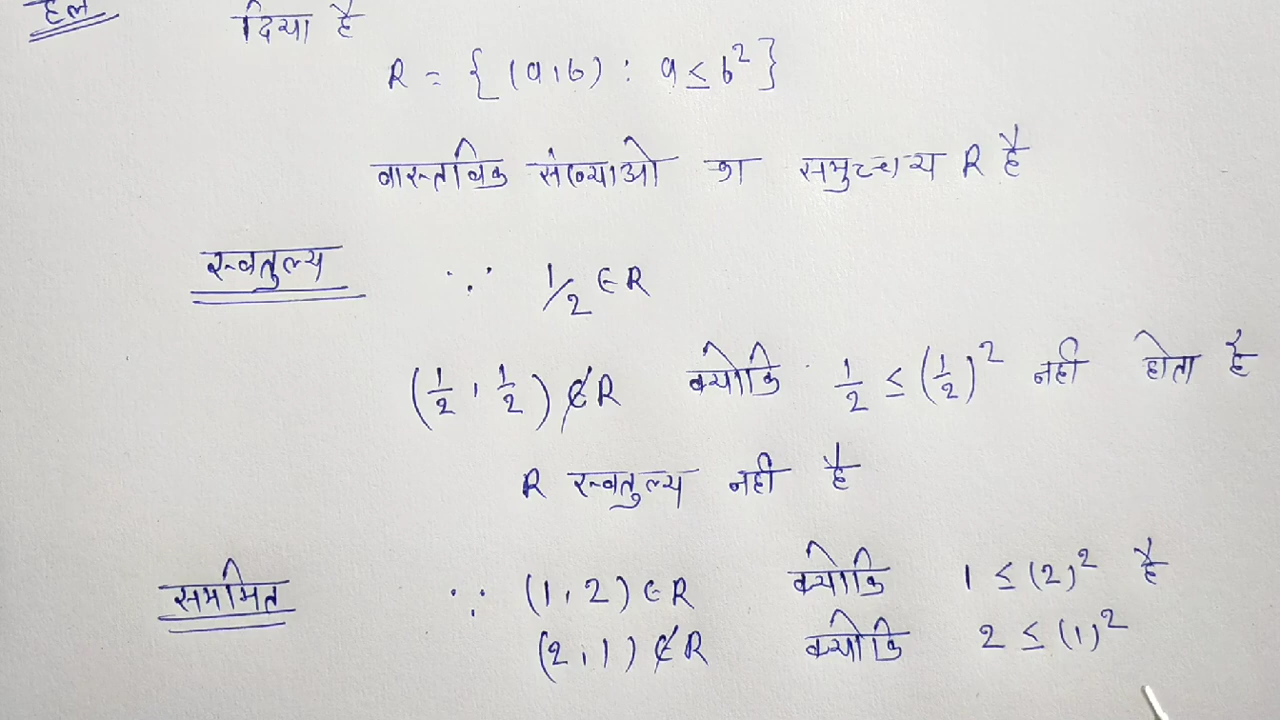 हल दिया है
R = { (a, b) : a ≤ b² }
वास्तविक संख्याओ का समुच्चय R है
स्वतुल्य ∵ 1/2 ∈ R
(1/2, 1/2) ∉ R क्योकि 1/2 ≤ (1/2)² नही होता है
R स्वतुल्य नही है
सममित ∵ (1, 2) ∈ R क्योकि 1 ≤ (2)² है
(2, 1) ∉ R क्योकि 2 ≤ (1)²